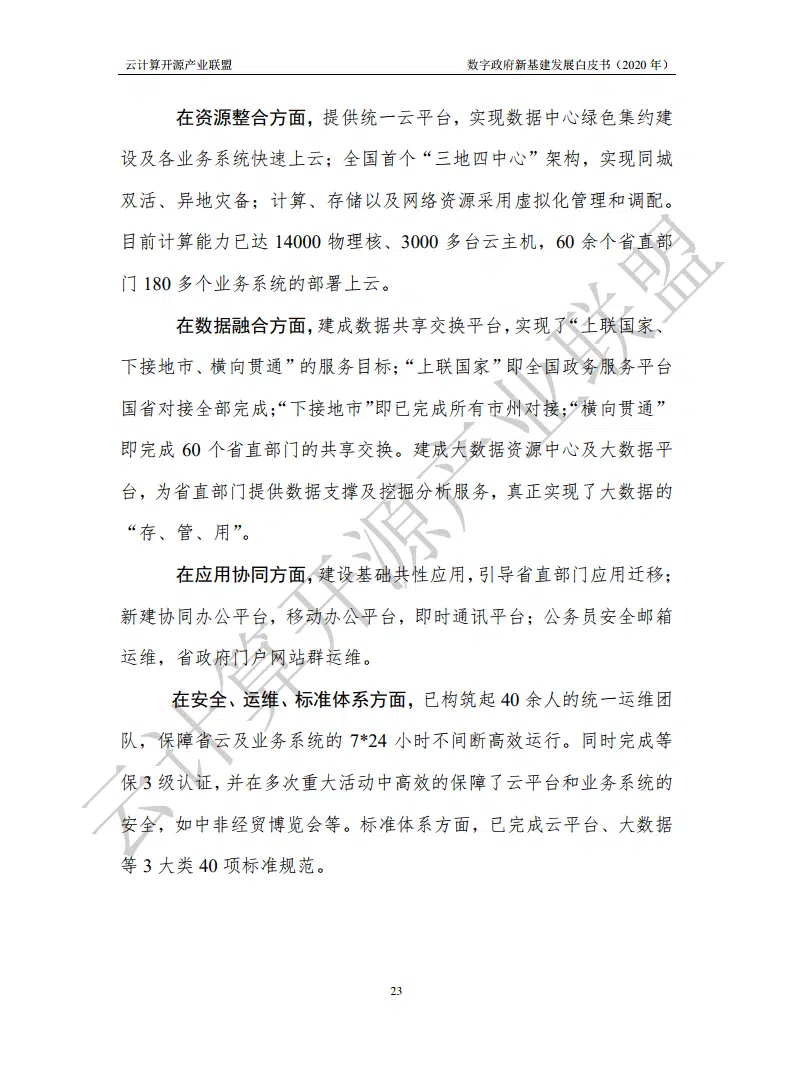 云计算开源产业联盟 数字政府新基建发展白皮书（2020 年）
在资源整合方面，提供统一云平台，实现数据中心绿色集约建
设及各业务系统快速上云；全国首个“三地四中心”架构，实现同城
双活、异地灾备；计算、存储以及网络资源采用虚拟化管理和调配。
目前计算能力已达 14000 物理核、3000 多台云主机，60 余个省直部
门 180 多个业务系统的部署上云。
在数据融合方面，建成数据共享交换平台，实现了“上联国家、
下接地市、横向贯通”的服务目标；“上联国家”即全国政务服务平台
国省对接全部完成；“下接地市”即已完成所有市州对接；“横向贯通”
即完成 60 个省直部门的共享交换。建成大数据资源中心及大数据平
台，为省直部门提供数据支撑及挖掘分析服务，真正实现了大数据的
“存、管、用”。
在应用协同方面，建设基础共性应用，引导省直部门应用迁移；
新建协同办公平台，移动办公平台，即时通讯平台；公务员安全邮箱
运维，省政府门户网站群运维。
在安全、运维、标准体系方面，已构筑起 40 余人的统一运维团
队，保障省云及业务系统的 7*24 小时不间断高效运行。同时完成等
保 3 级认证，并在多次重大活动中高效的保障了云平台和业务系统的
安全，如中非经贸博览会等。标准体系方面，已完成云平台、大数据
等 3 大类 40 项标准规范。
云计算开源产业联盟
23